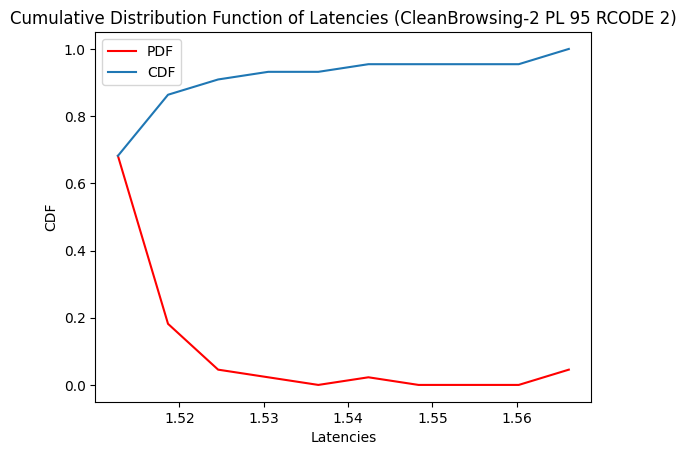 Cumulative Distribution Function of Latencies (CleanBrowsing-2 PL 95 RCODE 2)
PDF
CDF
1.0
0.8
0.6
0.4
0.2
0.0
CDF
1.52 1.53 1.54 1.55 1.56
Latencies